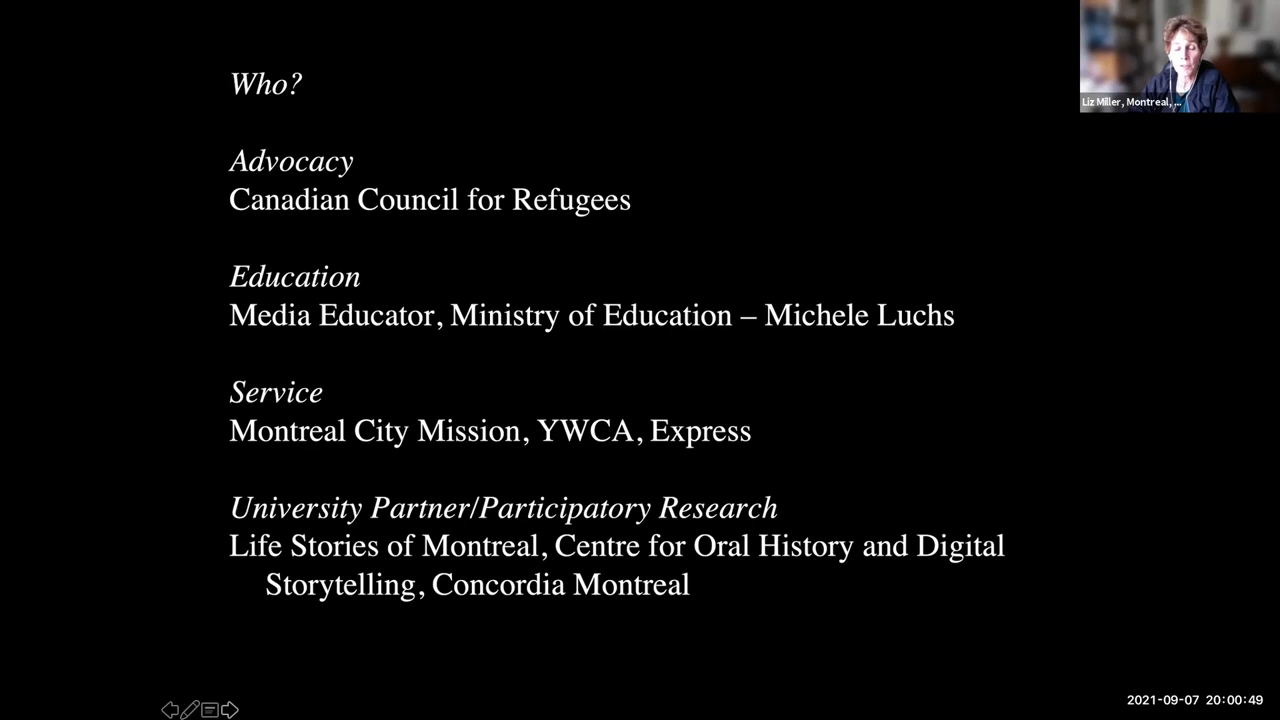 Who?
Advocacy
Canadian Council for Refugees
Education
Media Educator, Ministry of Education – Michele Luchs
Service
Montreal City Mission, YWCA, Express
University Partner/Participatory Research
Life Stories of Montreal, Centre for Oral History and Digital
Storytelling, Concordia Montreal
Liz Miller, Montreal, ...
2021-09-07 20:00:49